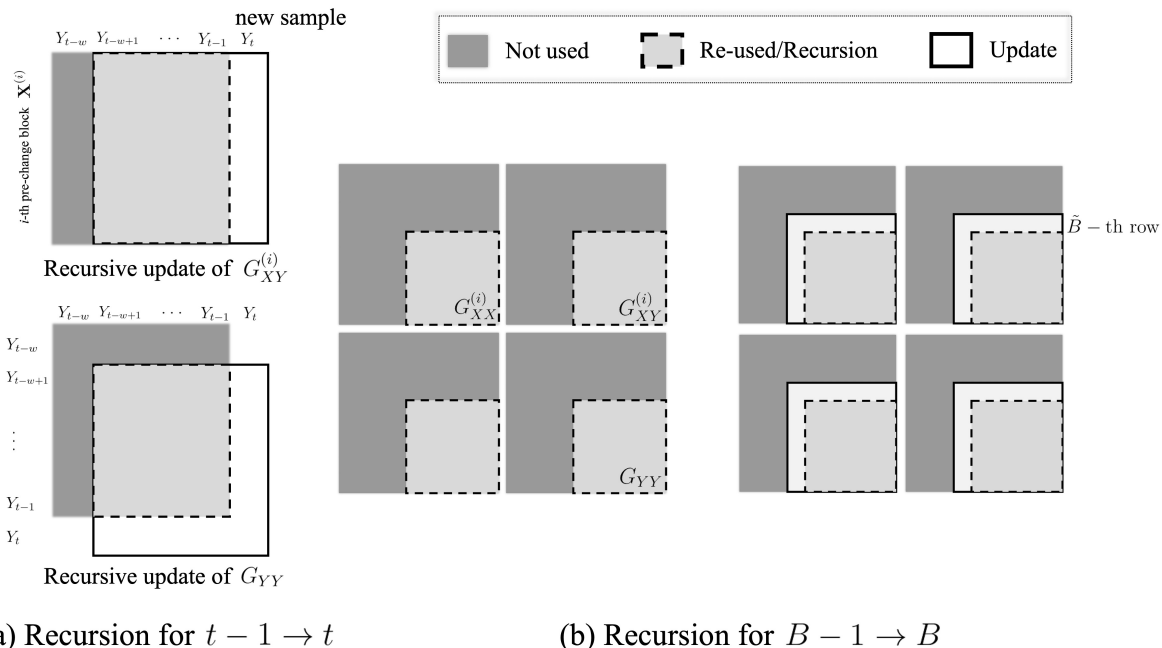 new sample
Y_{t-w} Y_{t-w+1} ⋯ Y_{t-1} Y_t
i-th pre-change block X^{(i)}
Recursive update of G_{XY}^{(i)}
Y_{t-w} Y_{t-w+1} ⋯ Y_{t-1} Y_t
Y_{t-w}
Y_{t-w+1}
⋮
Y_{t-1}
Y_t
Recursive update of G_{YY}
a) Recursion for t − 1 → t
Not used
Re-used/Recursion
Update
G_{XX}^{(i)}
G_{XY}^{(i)}
G_{YY}
B̃ − th row
(b) Recursion for B − 1 → B